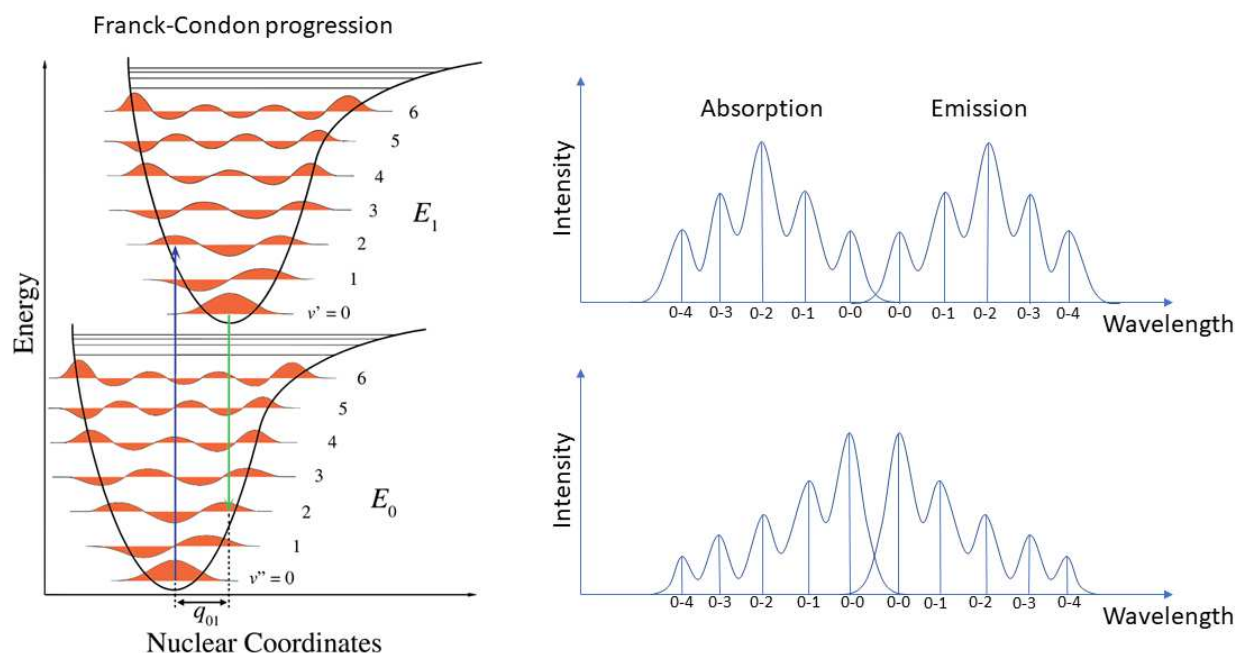 Franck-Condon progression
Energy
6
5
4
3
E₁
2
1
v' = 0
6
5
4
3
E₀
2
1
v'' = 0
q₀₁
Nuclear Coordinates
Absorption
Emission
Intensity
0-4 0-3 0-2 0-1 0-0 0-0 0-1 0-2 0-3 0-4
Wavelength
Intensity
0-4 0-3 0-2 0-1 0-0 0-0 0-1 0-2 0-3 0-4
Wavelength